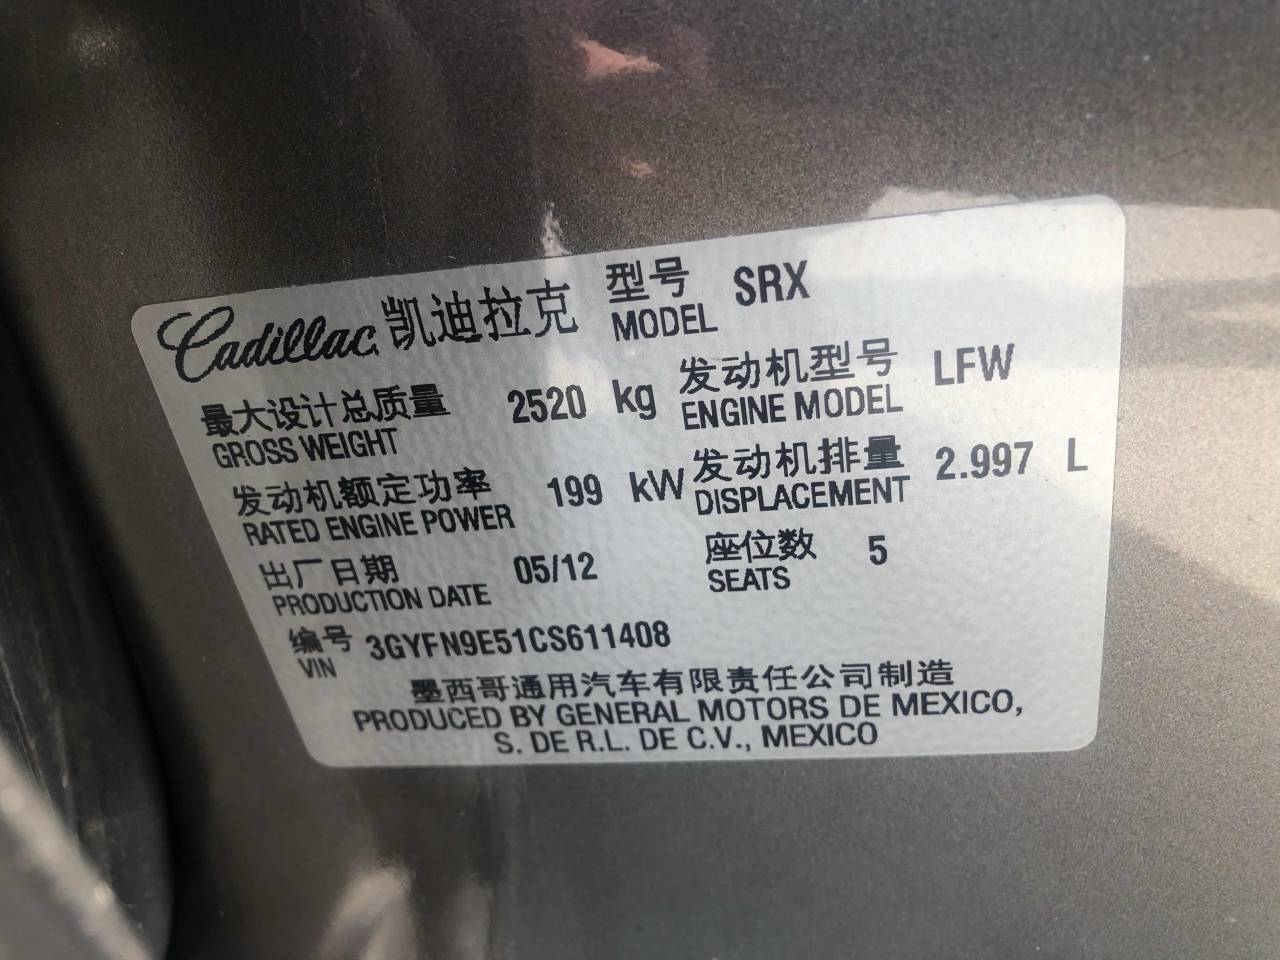 Cadillac 凯迪拉克 型号 SRX
MODEL
最大设计总质量 2520 kg 发动机型号 LFW
GROSS WEIGHT ENGINE MODEL
发动机额定功率 199 kW 发动机排量 2.997 L
RATED ENGINE POWER DISPLACEMENT
出厂日期 05/12 座位数 5
PRODUCTION DATE SEATS
编号 3GYFN9E51CS611408
VIN
墨西哥通用汽车有限责任公司制造
PRODUCED BY GENERAL MOTORS DE MEXICO,
S. DE R.L. DE C.V., MEXICO